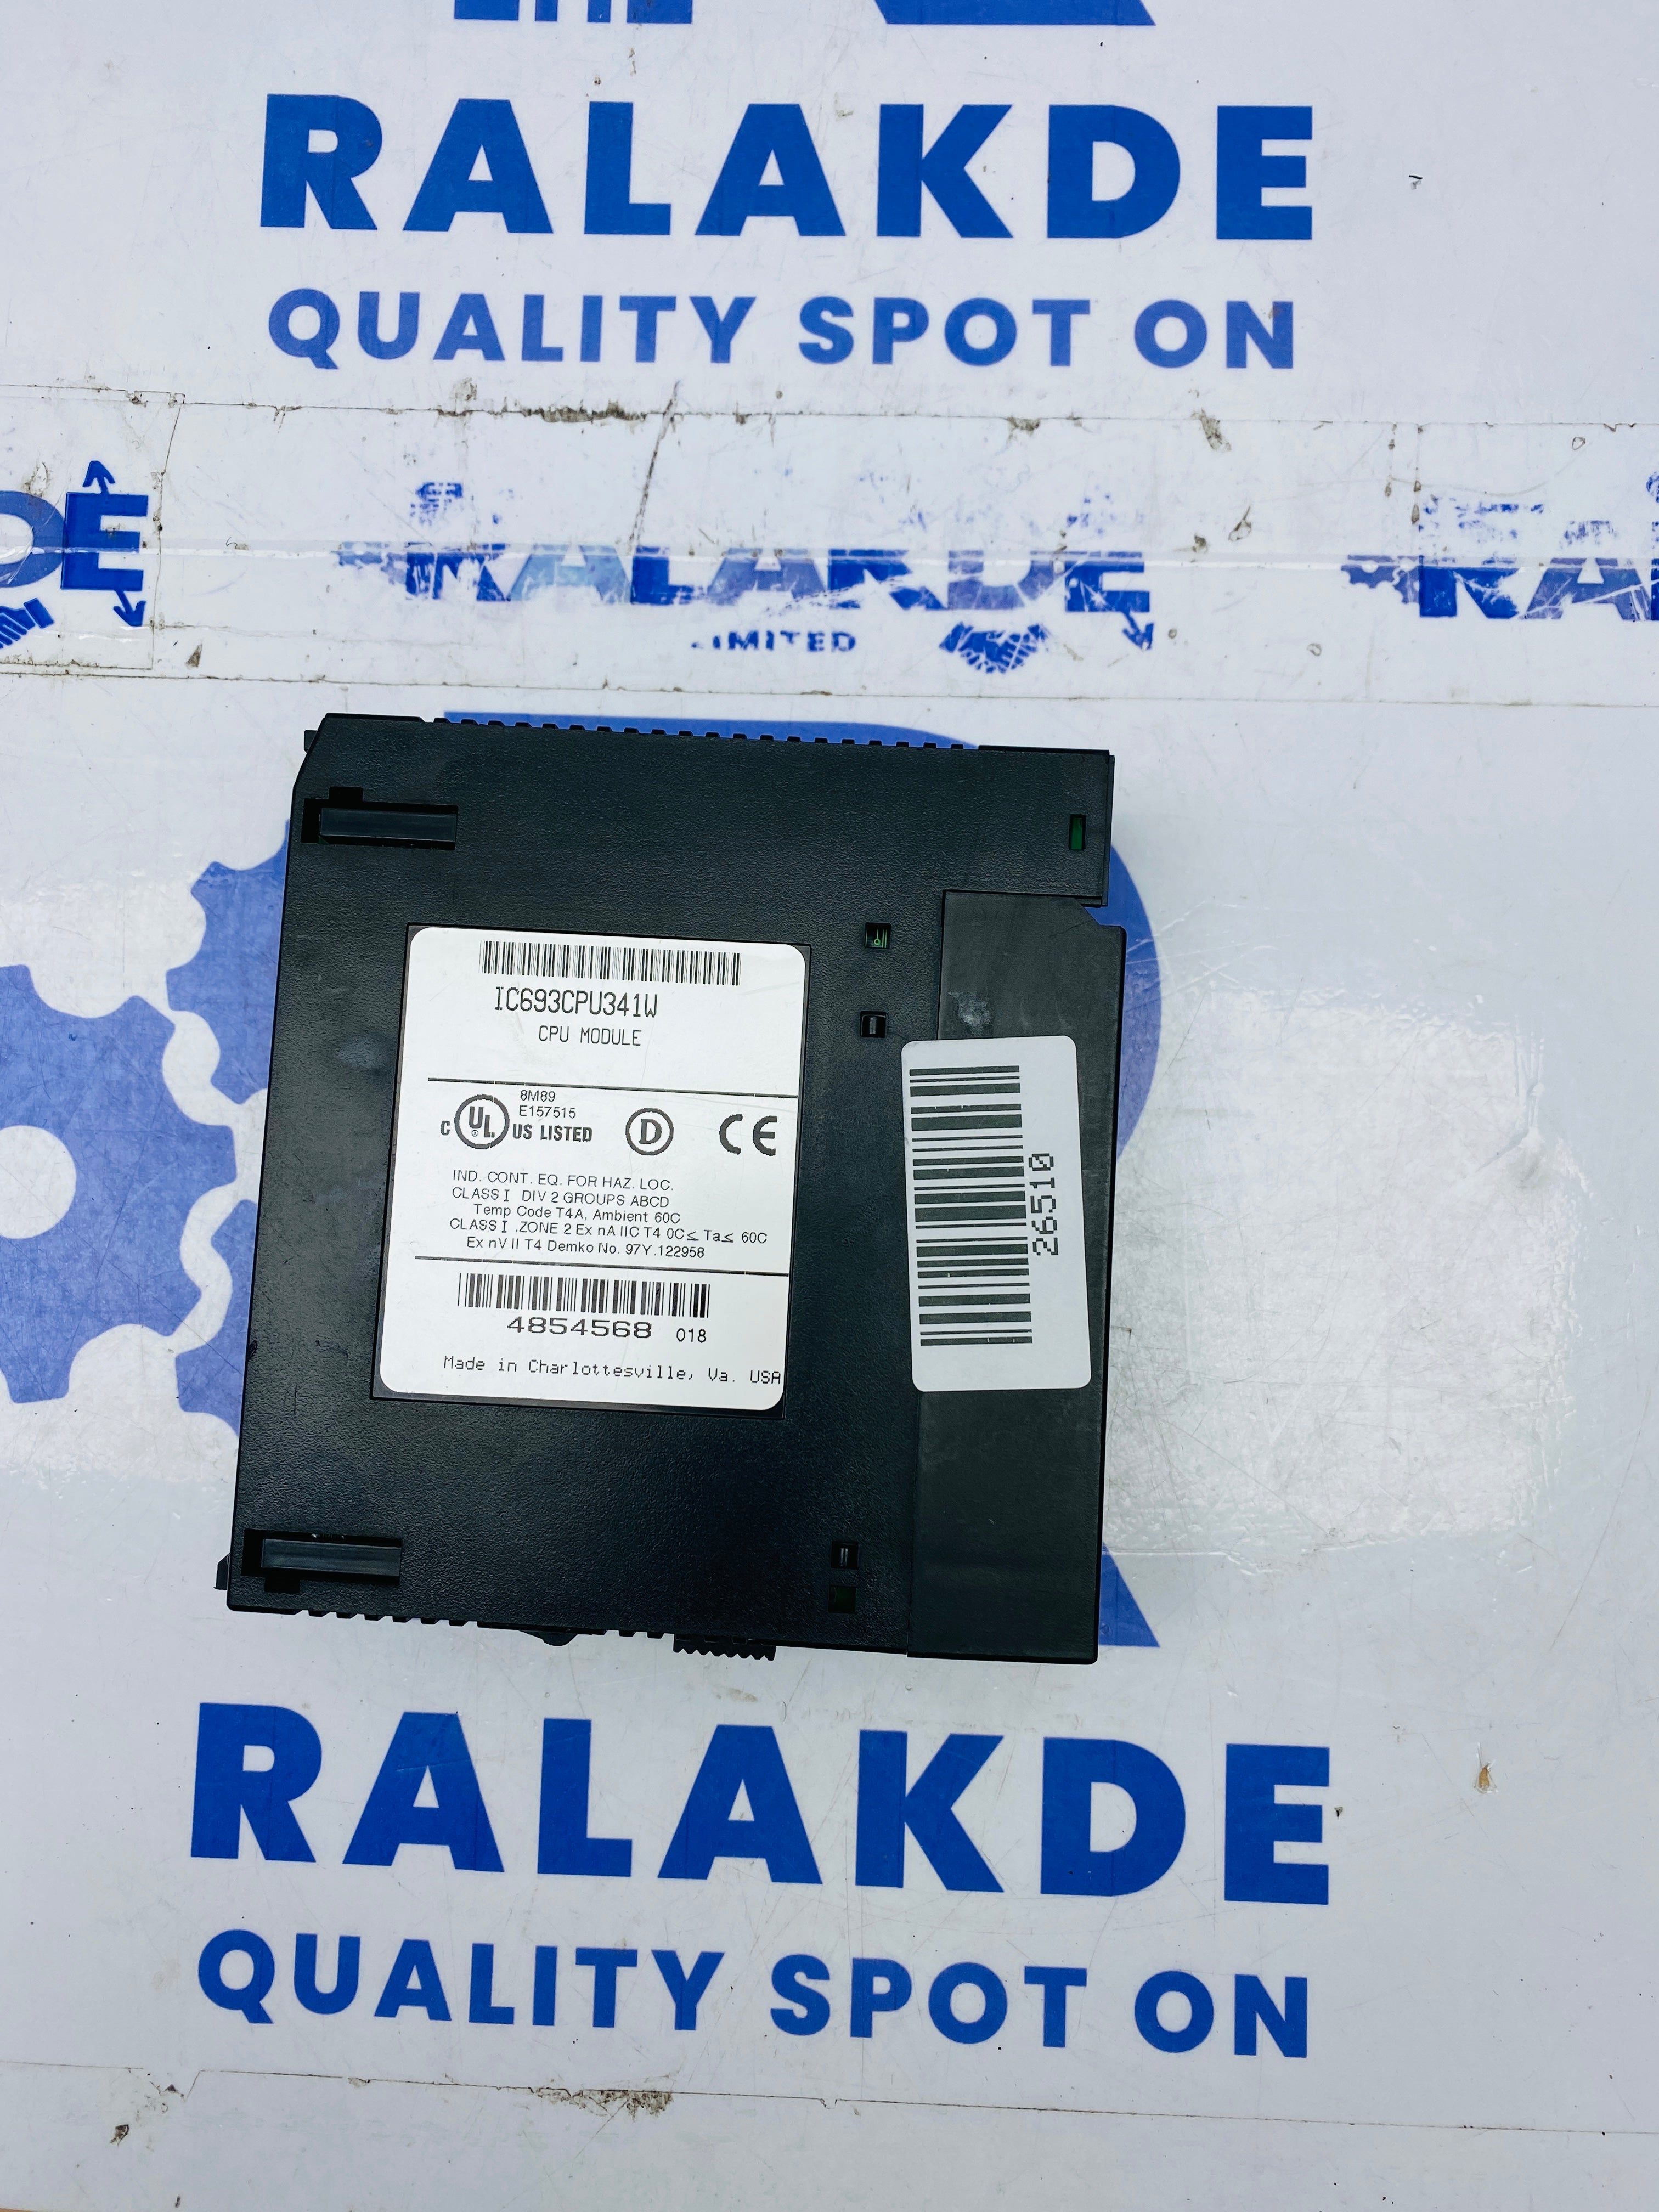 RALAKDE
QUALITY SPOT ON
DE
RALAKDE
RA
LIMITED
IC693CPU341W
CPU MODULE
8M89
E157515
C UL US LISTED
D
CE
IND. CONT. EQ. FOR HAZ. LOC.
CLASS I DIV 2 GROUPS ABCD
Temp Code T4A, Ambient 60C
CLASS I ,ZONE 2 Ex nA IIC T4 0C≤ Ta≤ 60C
Ex nV II T4 Demko No. 97Y.122958
4854568 018
Made in Charlottesville, Va. USA
26510
RALAKDE
QUALITY SPOT ON